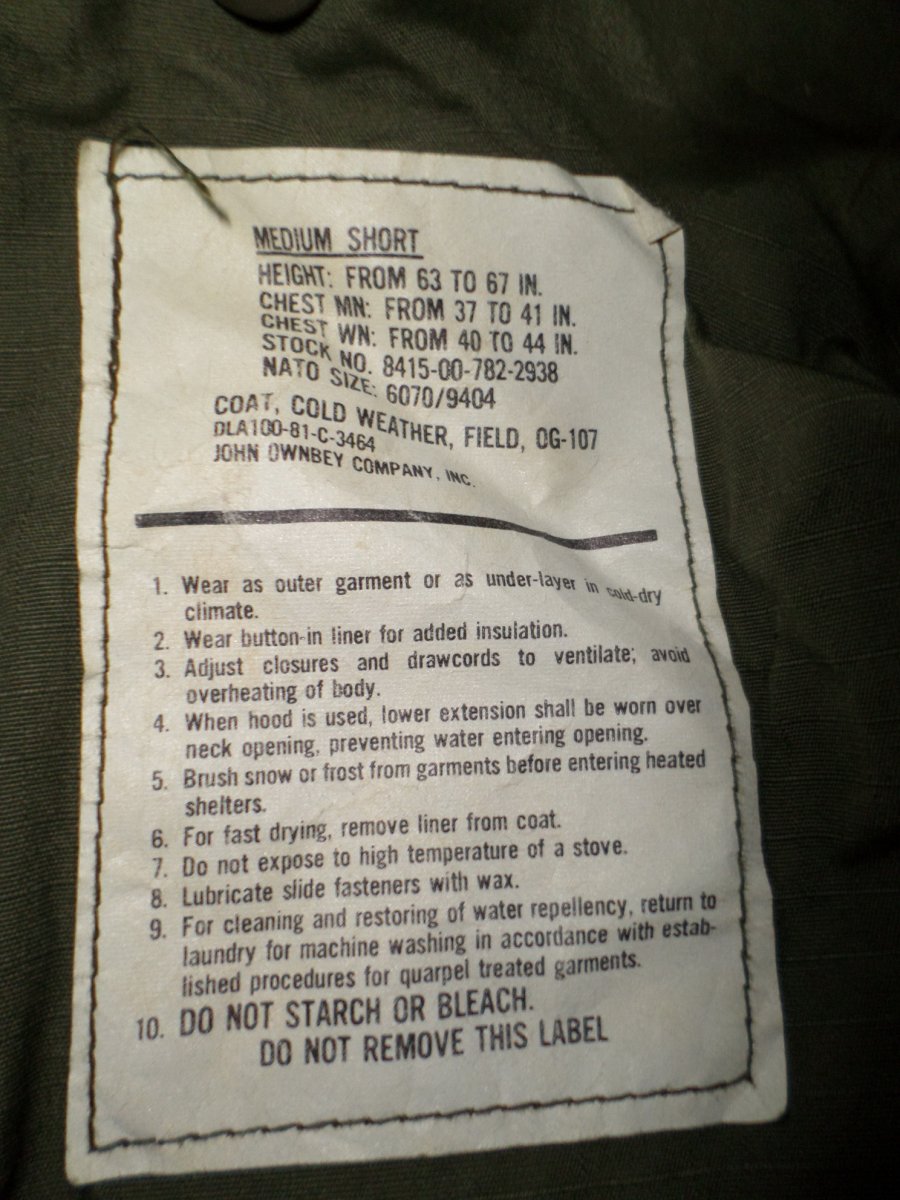 MEDIUM SHORT
HEIGHT: FROM 63 TO 67 IN.
CHEST MN: FROM 37 TO 41 IN.
CHEST WN: FROM 40 TO 44 IN.
STOCK NO. 8415-00-782-2938
NATO SIZE: 6070/9404
COAT, COLD WEATHER, FIELD, OG-107
DLA100-81-C-3464
JOHN OWNBEY COMPANY, INC.
1. Wear as outer garment or as under-layer in cold-dry
climate.
2. Wear button-in liner for added insulation.
3. Adjust closures and drawcords to ventilate; avoid
overheating of body.
4. When hood is used, lower extension shall be worn over
neck opening, preventing water entering opening.
5. Brush snow or frost from garments before entering heated
shelters.
6. For fast drying, remove liner from coat.
7. Do not expose to high temperature of a stove.
8. Lubricate slide fasteners with wax.
9. For cleaning and restoring of water repellency, return to
laundry for machine washing in accordance with estab-
lished procedures for quarpel treated garments.
10. DO NOT STARCH OR BLEACH.
DO NOT REMOVE THIS LABEL